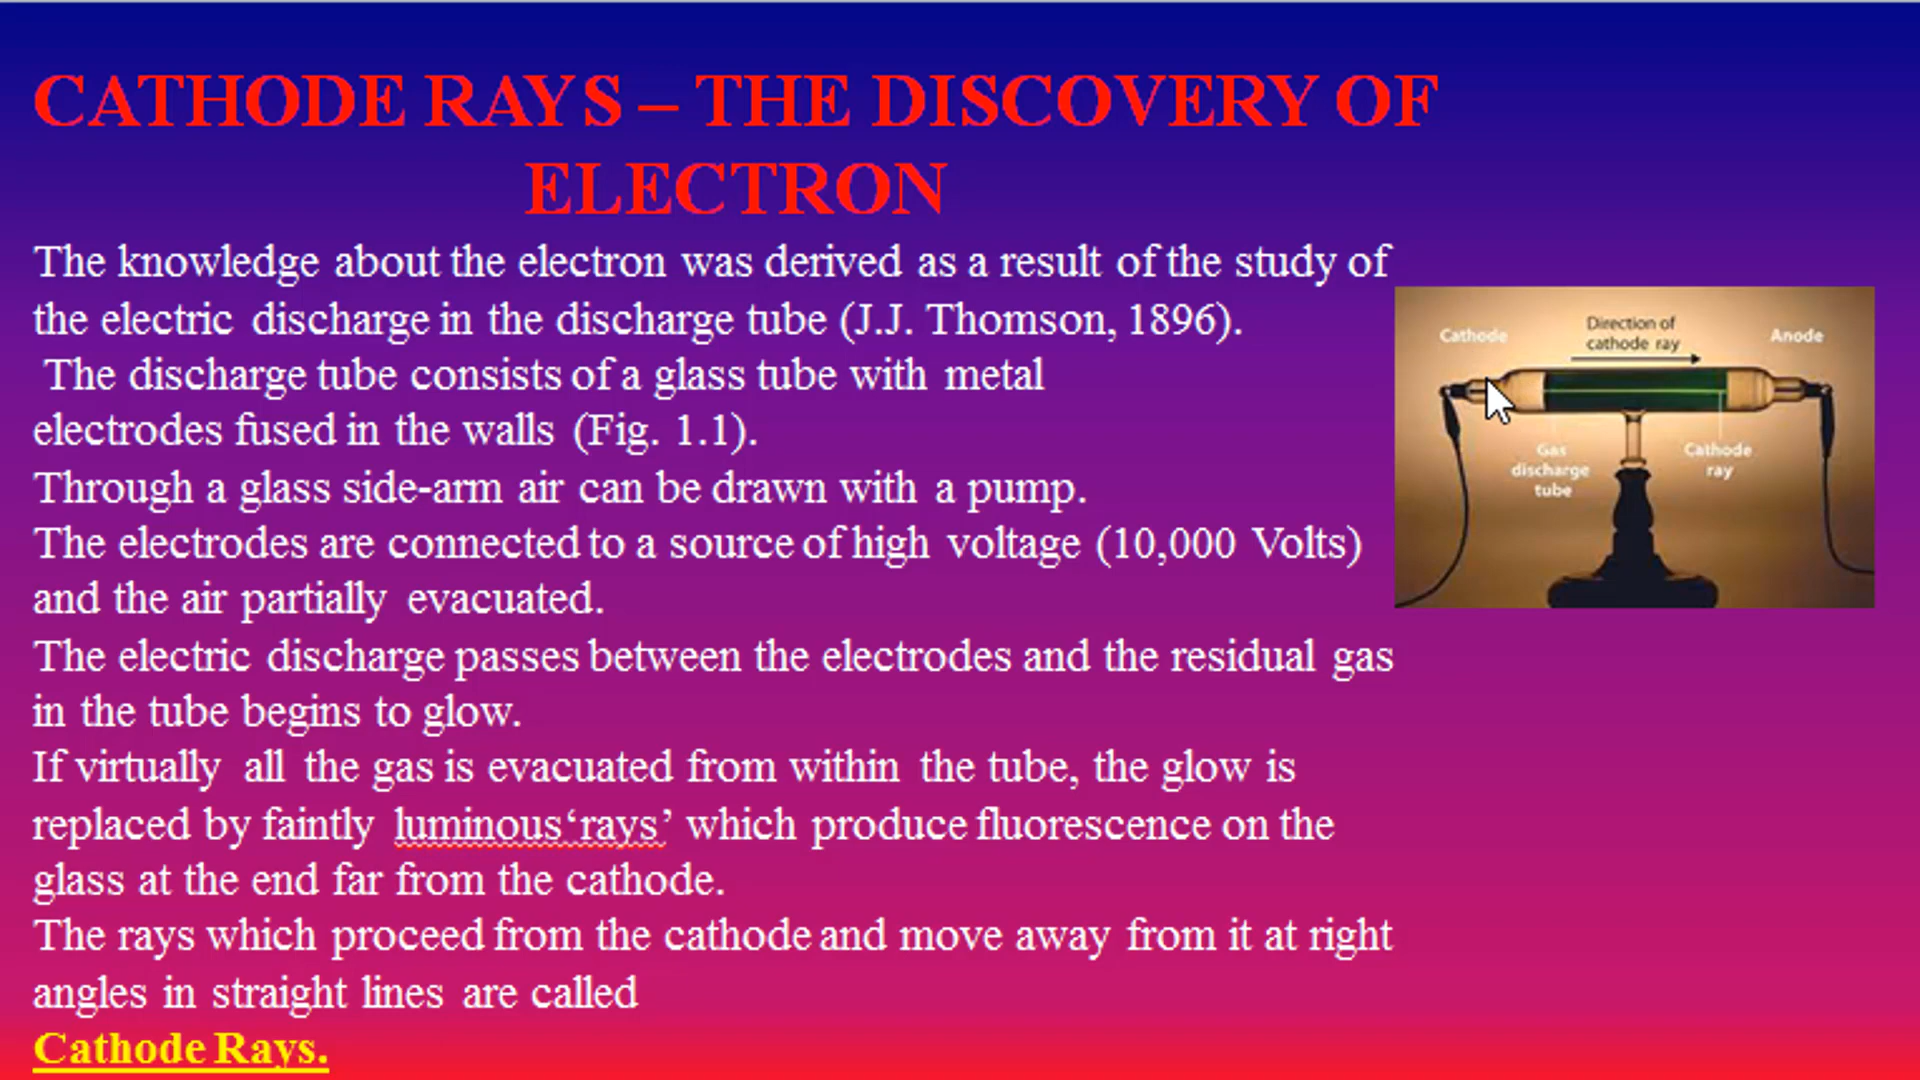 CATHODE RAYS – THE DISCOVERY OF
ELECTRON
The knowledge about the electron was derived as a result of the study of
the electric discharge in the discharge tube (J.J. Thomson, 1896).
The discharge tube consists of a glass tube with metal
electrodes fused in the walls (Fig. 1.1).
Through a glass side-arm air can be drawn with a pump.
The electrodes are connected to a source of high voltage (10,000 Volts)
and the air partially evacuated.
The electric discharge passes between the electrodes and the residual gas
in the tube begins to glow.
If virtually all the gas is evacuated from within the tube, the glow is
replaced by faintly luminous‘rays’ which produce fluorescence on the
glass at the end far from the cathode.
The rays which proceed from the cathode and move away from it at right
angles in straight lines are called
Cathode Rays.
Cathode
Direction of
cathode ray
Anode
Gas
discharge
tube
Cathode
ray